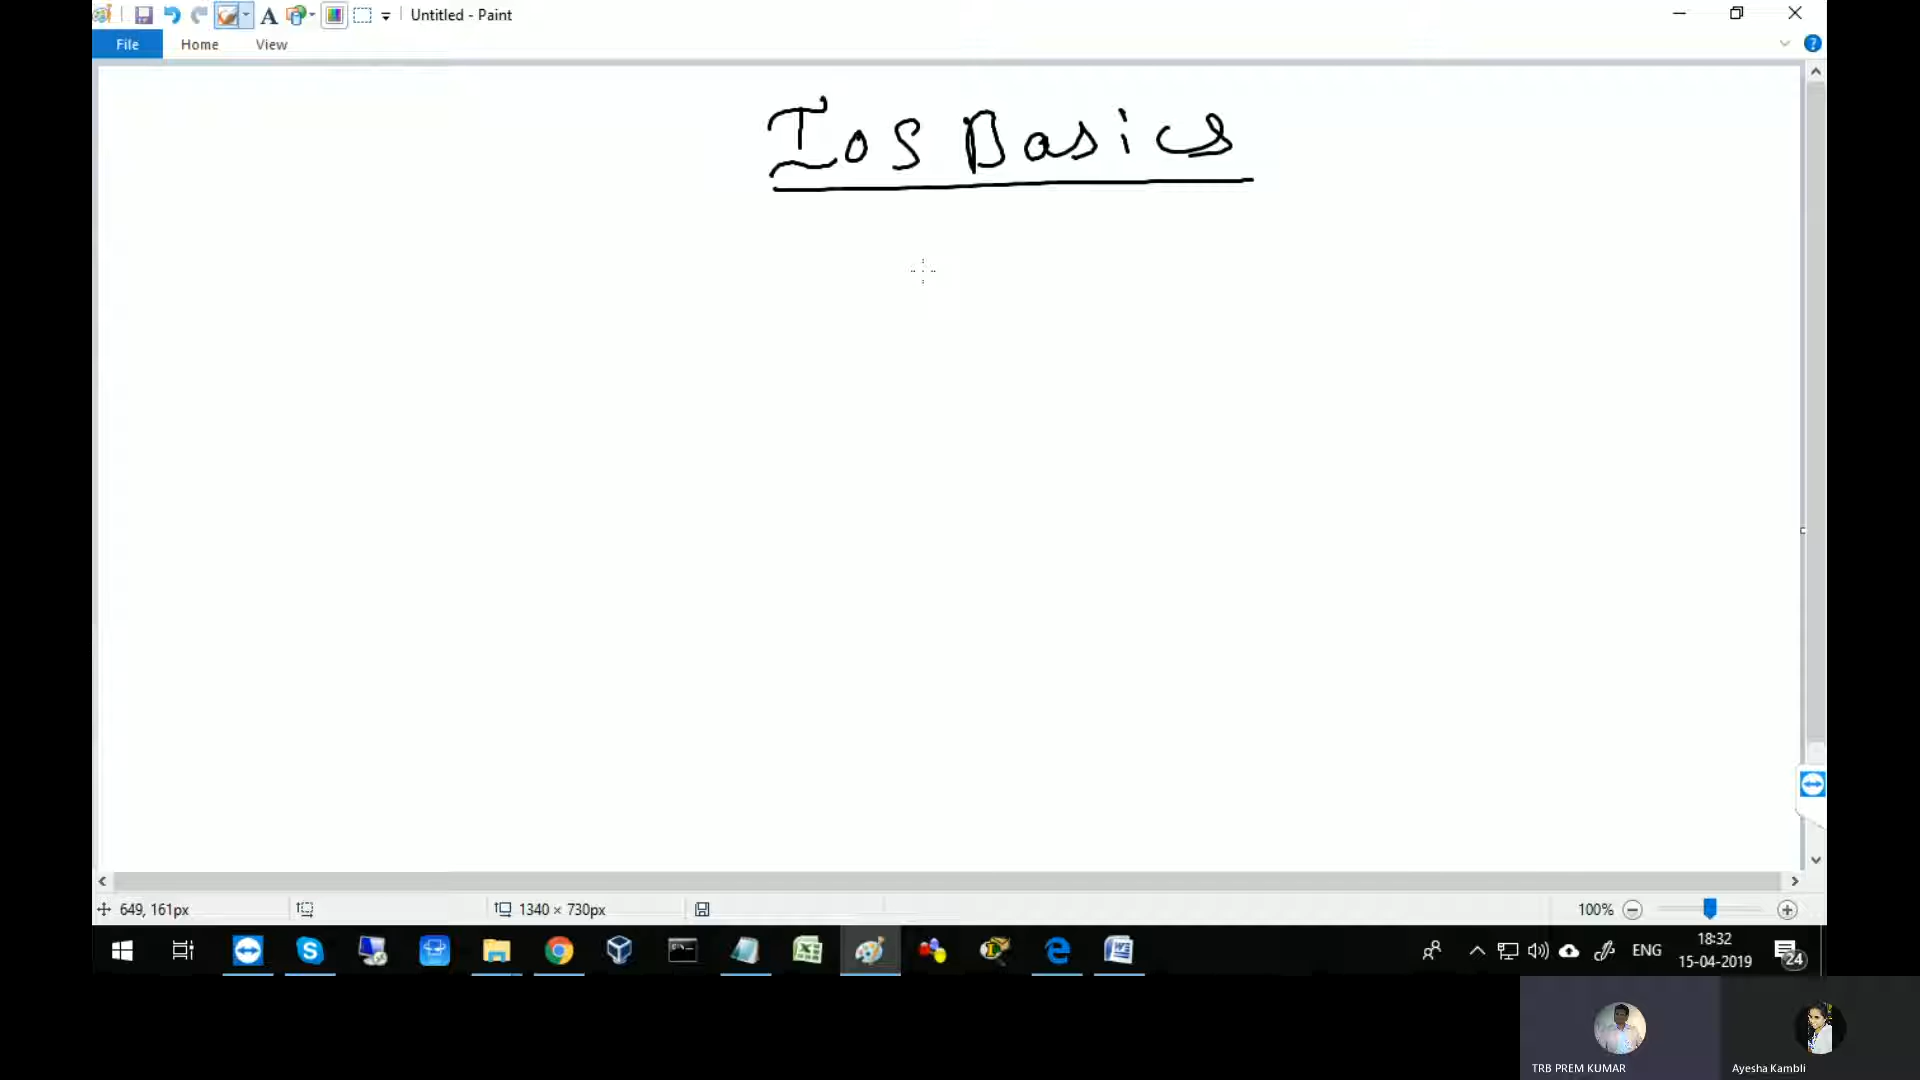 Untitled - Paint
File Home View
Ios Basics
649, 161px
1340 × 730px
100%
ENG
18:32
15-04-2019
24
TRB PREM KUMAR
Ayesha Kambli